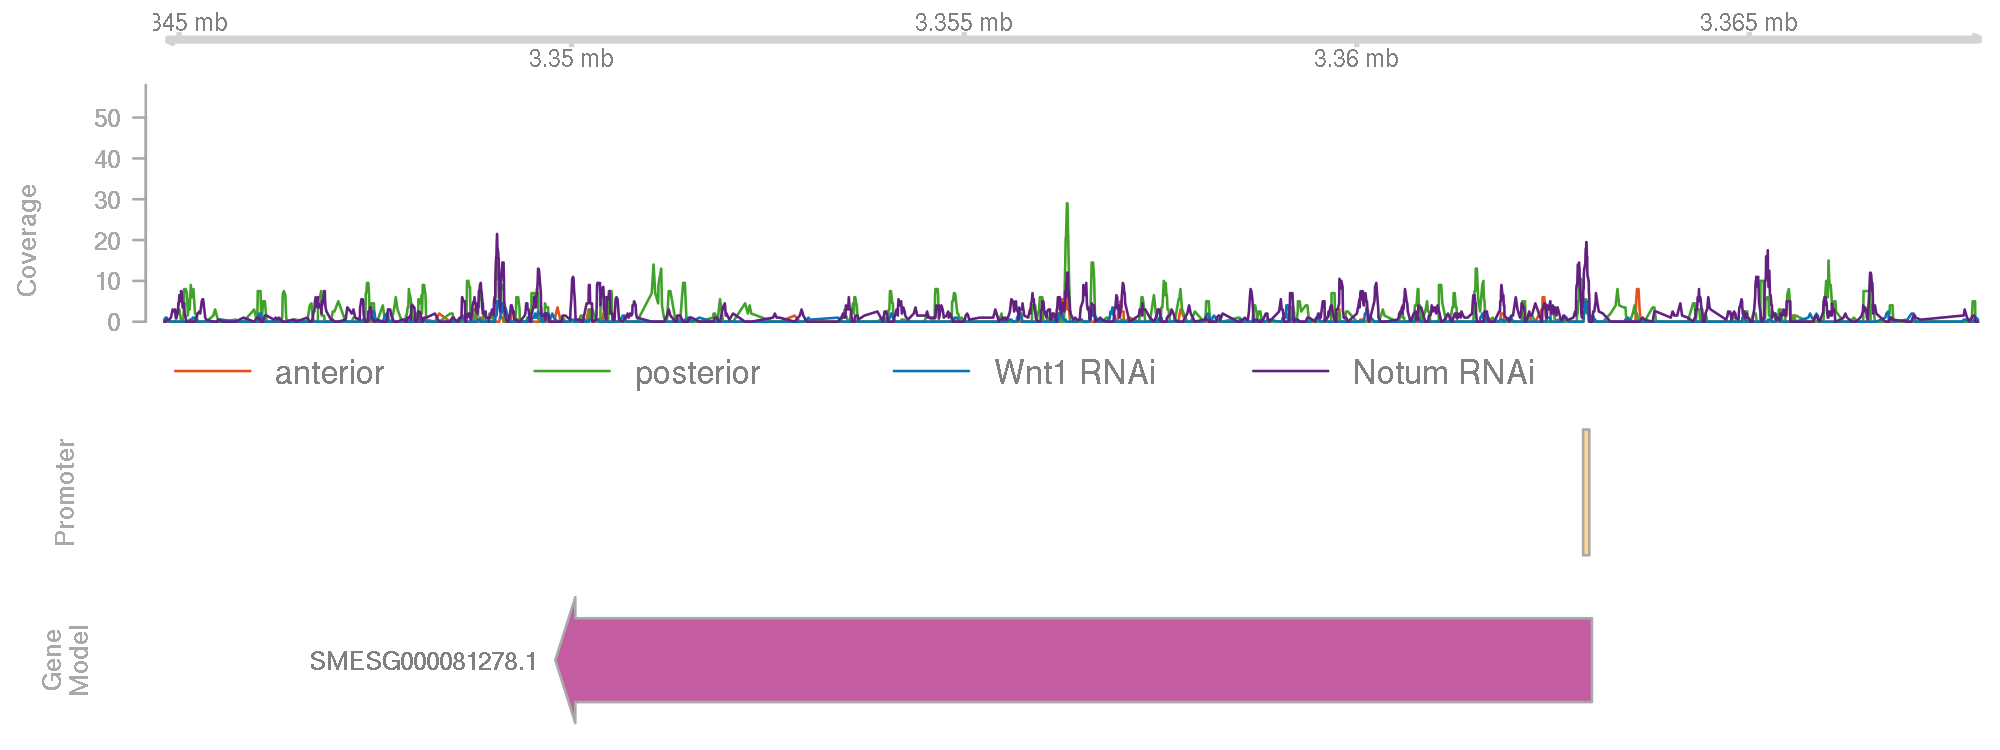 345 mb 3.355 mb 3.365 mb
3.35 mb 3.36 mb
Coverage
50
40
30
20
10
0
anterior posterior Wnt1 RNAi Notum RNAi
Promoter
Gene
Model
SMESG000081278.1